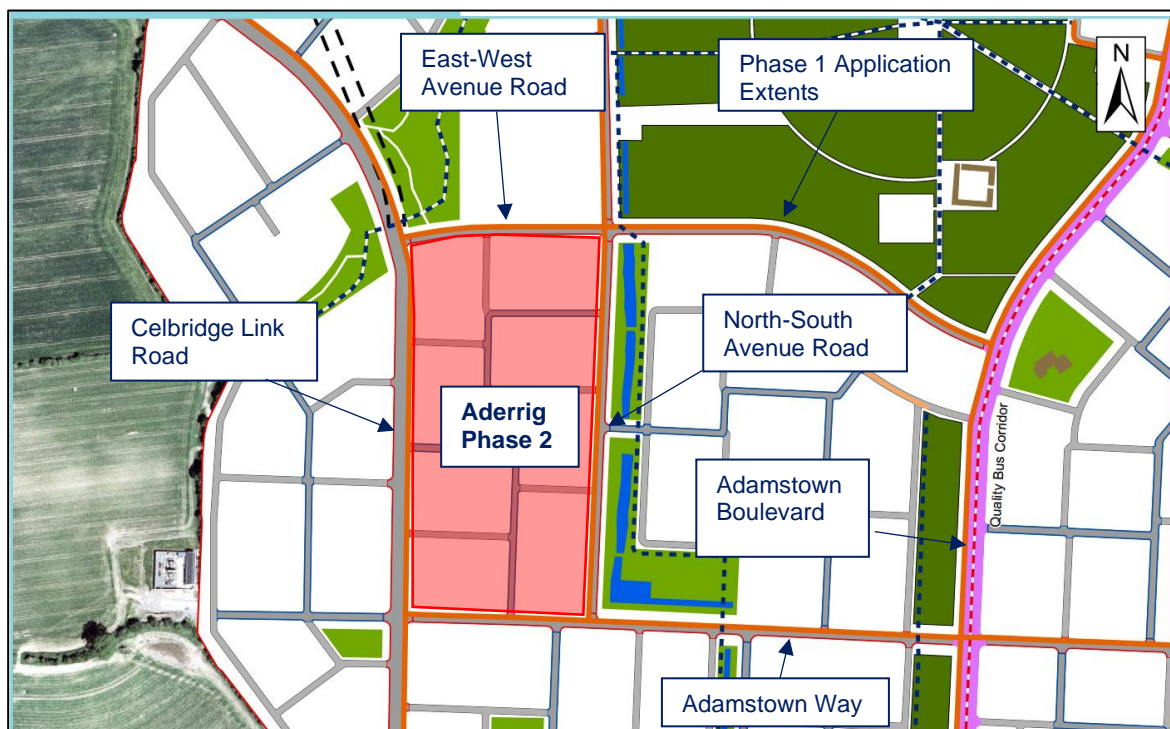 East-West
Avenue Road
Phase 1 Application
Extents
N
Celbridge Link
Road
North-South
Avenue Road
Aderrig
Phase 2
Adamstown
Boulevard
Quality Bus Corridor
Adamstown Way